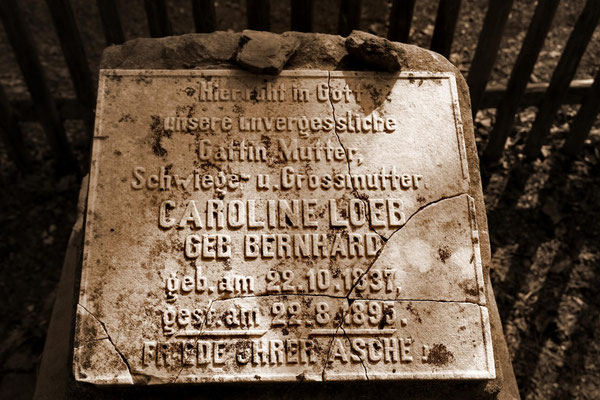 Hier ruht in Gott
unsere unvergessliche
Gattin, Mutter,
Schwieger- u. Grossmutter
CAROLINE LOEB
GEB BERNHARD
geb. am 22.10.1837,
gest. am 22.8.1895.
FRIEDE IHRER ASCHE!